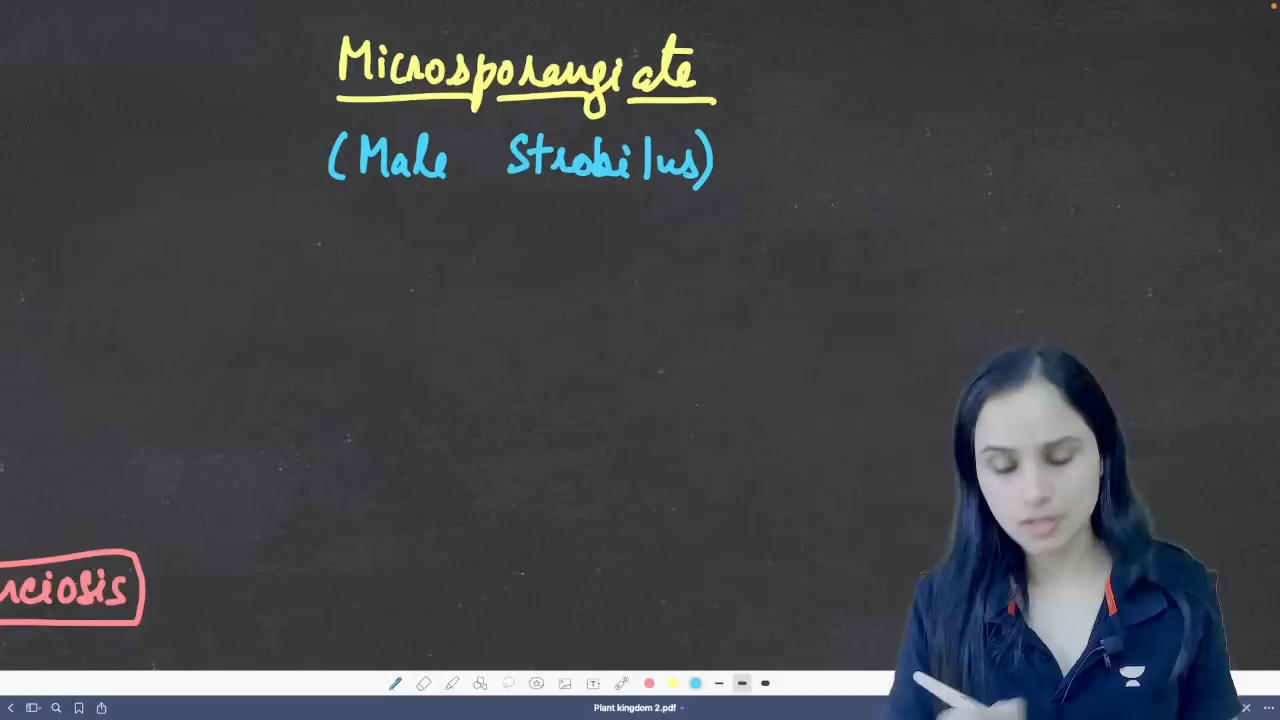 Microsporangiate
(Male Strobilus)
eiosis
Plant kingdom 2.pdf